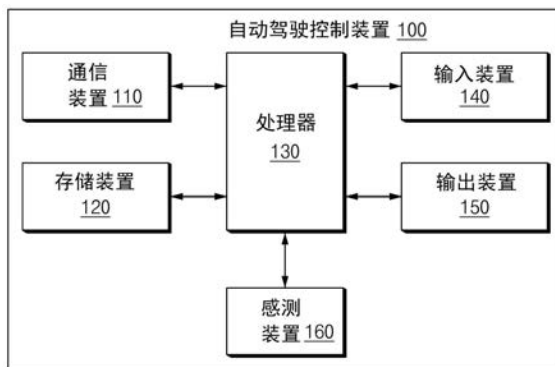 自动驾驶控制装置 100
通信
装置 110
处理器
130
输入装置
140
存储装置
120
输出装置
150
感测
装置 160